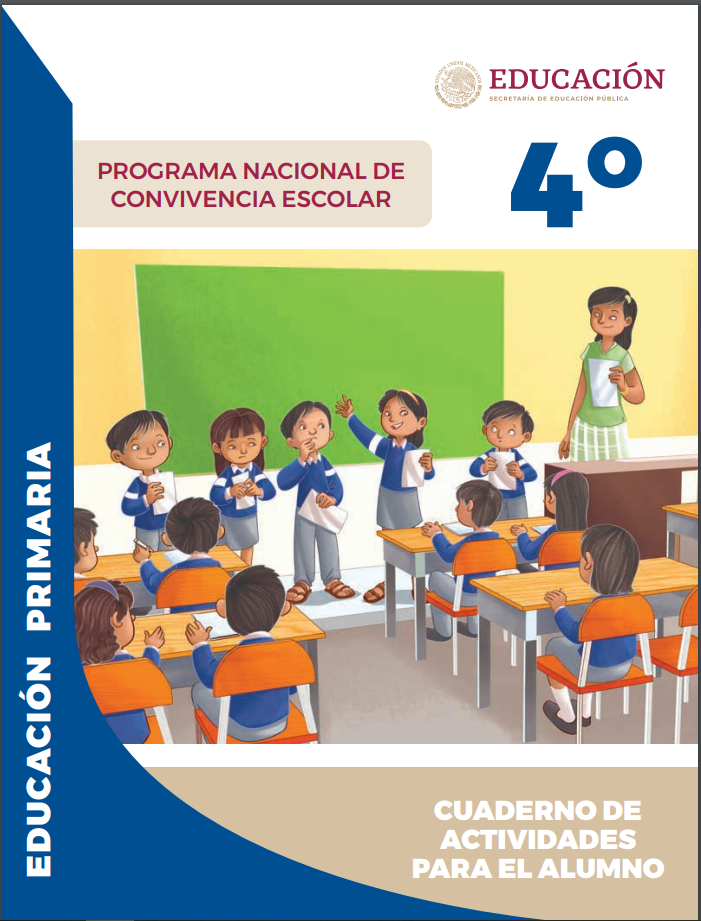 EDUCACIÓN
SECRETARÍA DE EDUCACIÓN PÚBLICA
PROGRAMA NACIONAL DE
CONVIVENCIA ESCOLAR
4º
EDUCACIÓN PRIMARIA
CUADERNO DE
ACTIVIDADES
PARA EL ALUMNO